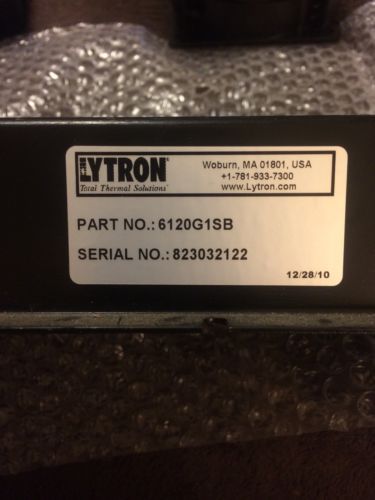 LYTRON®
Total Thermal Solutions®
Woburn, MA 01801, USA
+1-781-933-7300
www.Lytron.com
PART NO.: 6120G1SB
SERIAL NO.: 823032122
12/28/10